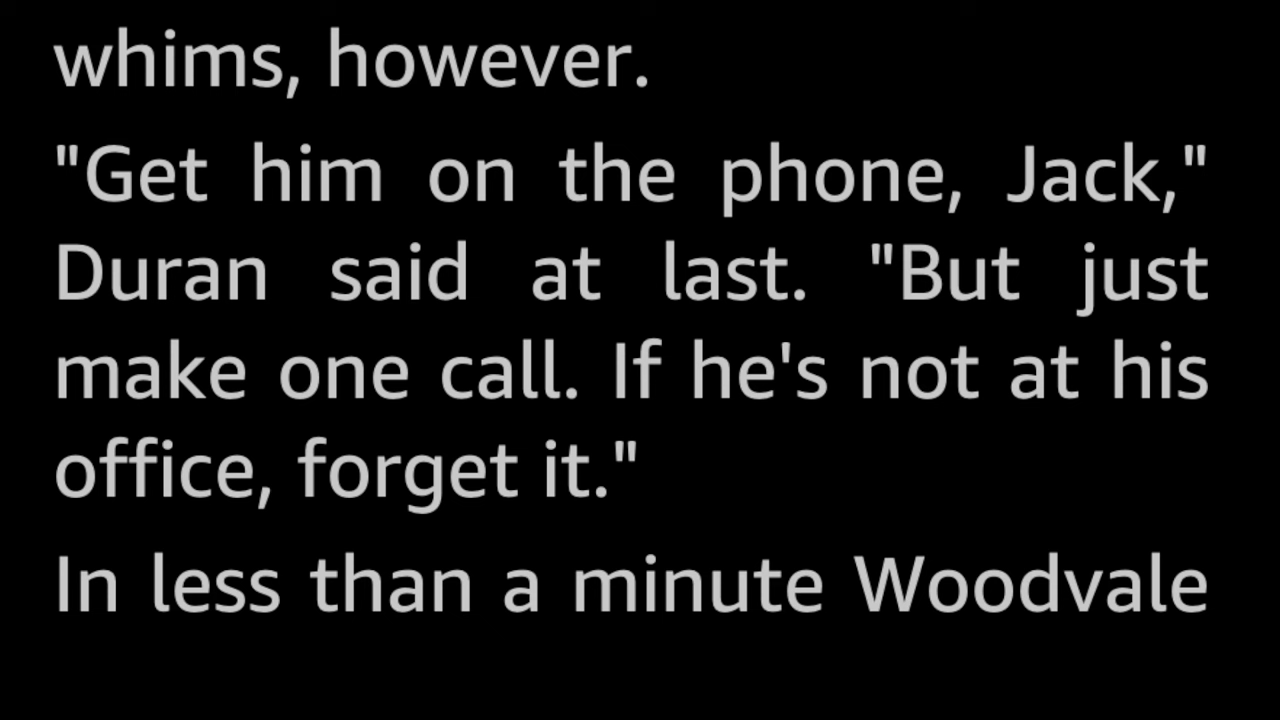 whims, however.
"Get him on the phone, Jack,"
Duran said at last. "But just
make one call. If he's not at his
office, forget it."
In less than a minute Woodvale